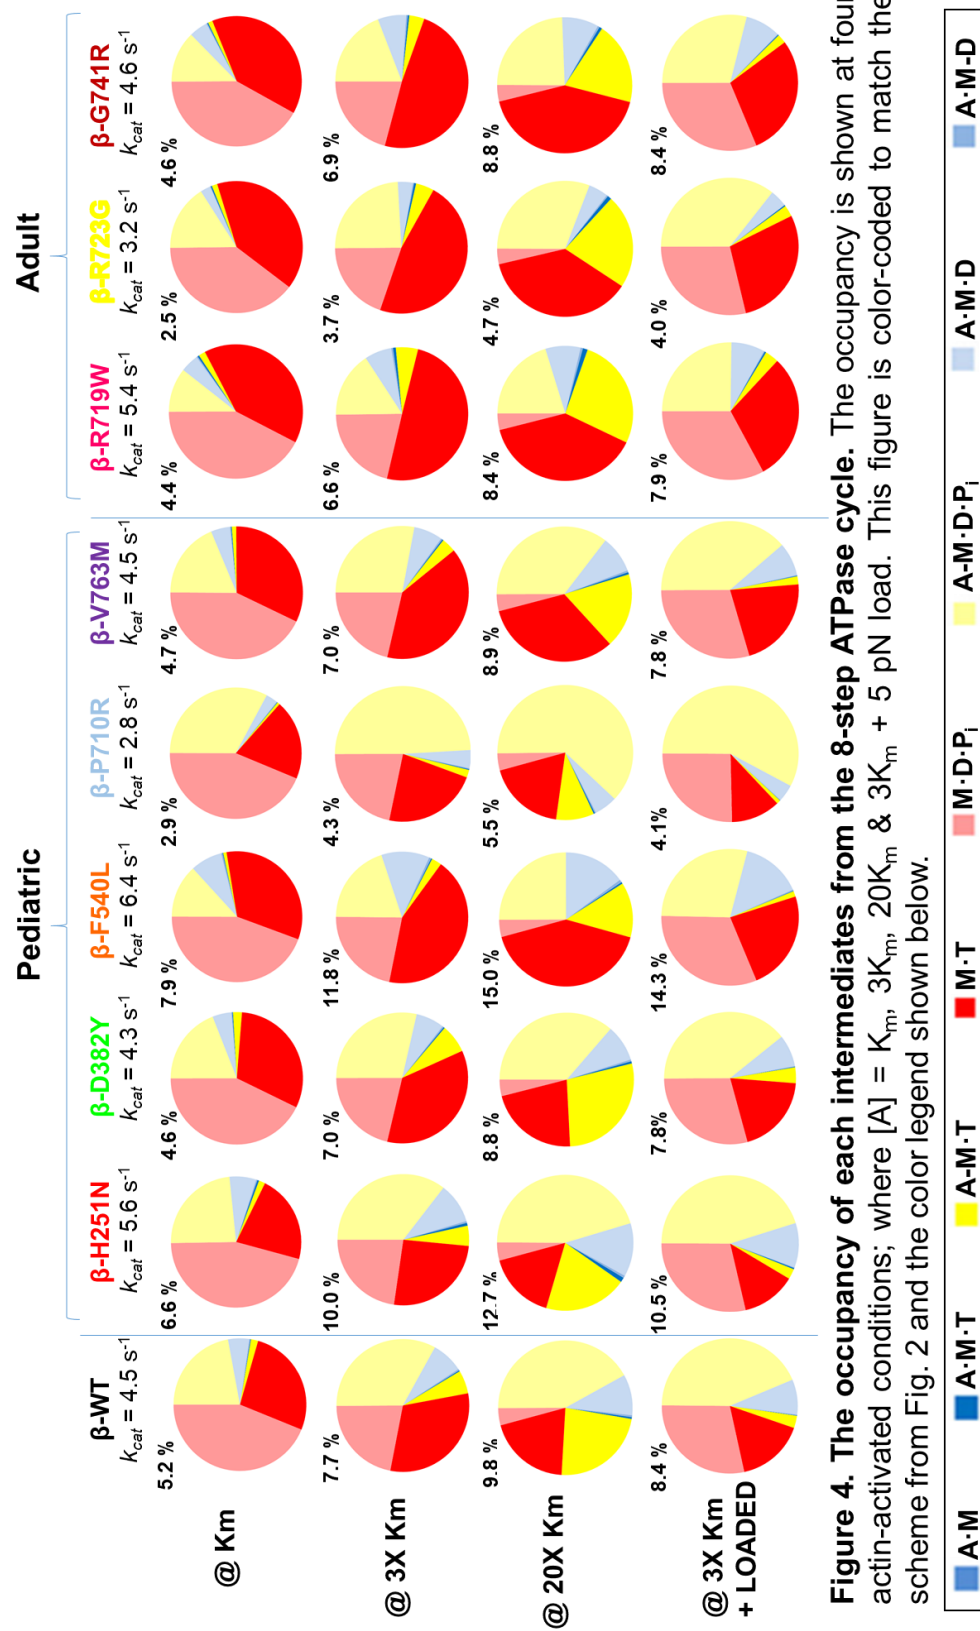 Pediatric
Adult
β-WT
kcat = 4.5 s-1
β-H251N
kcat = 5.6 s-1
β-D382Y
kcat = 4.3 s-1
β-F540L
kcat = 6.4 s-1
β-P710R
kcat = 2.8 s-1
β-V763M
kcat = 4.5 s-1
β-R719W
kcat = 5.4 s-1
β-R723G
kcat = 3.2 s-1
β-G741R
kcat = 4.6 s-1
@ Km
5.2 %
6.6 %
4.6 %
7.9 %
2.9 %
4.7 %
4.4 %
2.5 %
4.6 %
@ 3X Km
7.7 %
10.0 %
7.0 %
11.8 %
4.3 %
7.0 %
6.6 %
3.7 %
6.9 %
@ 20X Km
9.8 %
12.7 %
8.8 %
15.0 %
5.5 %
8.9 %
8.4 %
4.7 %
8.8 %
@ 3X Km
+ LOADED
8.4 %
10.5 %
7.8%
14.3 %
4.1%
7.8 %
7.9 %
4.0 %
8.4 %
Figure 4. The occupancy of each intermediates from the 8-step ATPase cycle. The occupancy is shown at four
actin-activated conditions; where [A] = Km, 3Km, 20Km & 3Km + 5 pN load. This figure is color-coded to match the
scheme from Fig. 2 and the color legend shown below.
A·M
A·M·T
A-M·T
M·T
M·D·Pi
A-M·D·Pi
A·M·D
A·M-D